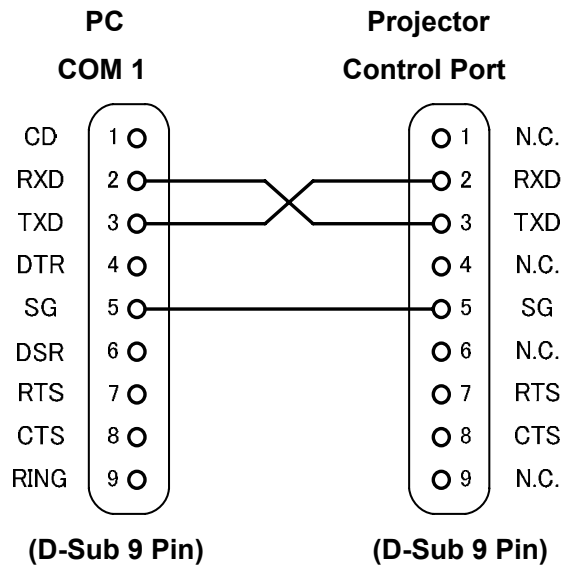 PC Projector
COM 1 Control Port
CD 1 1 N.C.
RXD 2 2 RXD
TXD 3 3 TXD
DTR 4 4 N.C.
SG 5 5 SG
DSR 6 6 N.C.
RTS 7 7 RTS
CTS 8 8 CTS
RING 9 9 N.C.
(D-Sub 9 Pin) (D-Sub 9 Pin)